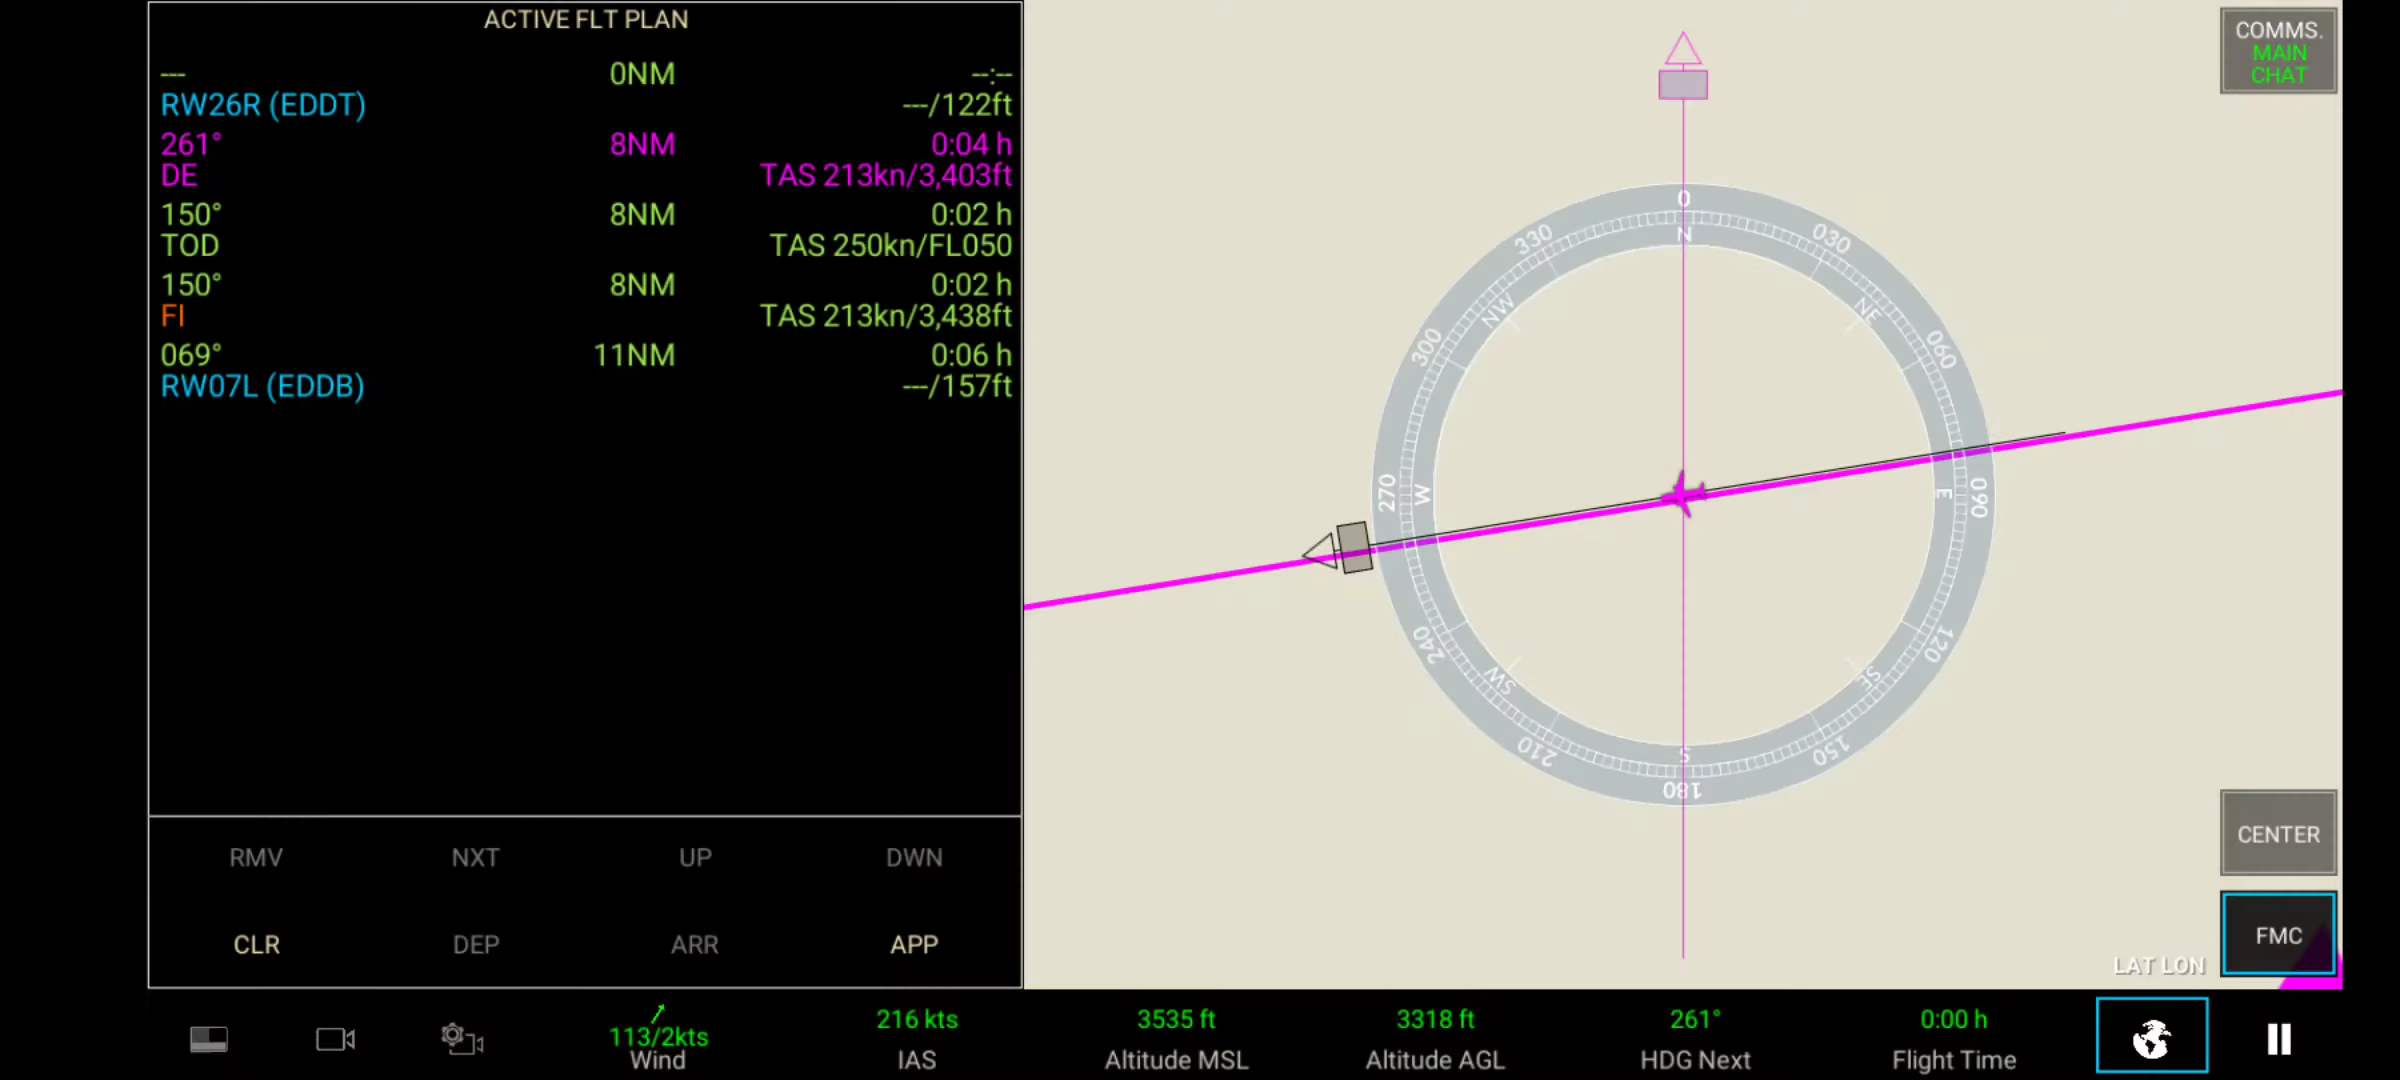 ACTIVE FLT PLAN
--- 0NM --:--
RW26R (EDDT) ---/122ft
261° 8NM 0:04 h
DE TAS 213kn/3,403ft
150° 8NM 0:02 h
TOD TAS 250kn/FL050
150° 8NM 0:02 h
FI TAS 213kn/3,438ft
069° 11NM 0:06 h
RW07L (EDDB) ---/157ft
RMV NXT UP DWN
CLR DEP ARR APP
COMMS.
MAIN
CHAT
0
N
330
030
NW
NE
300
060
270
W
E
090
240
120
SW
SE
210
150
S
180
CENTER
FMC
LAT LON
113/2kts
Wind
216 kts
IAS
3535 ft
Altitude MSL
3318 ft
Altitude AGL
261°
HDG Next
0:00 h
Flight Time